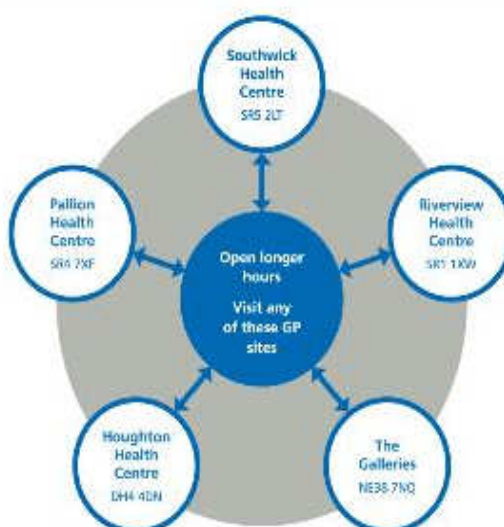 Southwick
Health
Centre
SR5 2LT
Pallion
Health
Centre
SR4 7XF
Riverview
Health
Centre
SR1 1XW
Open longer
hours
Visit any
of these GP
sites
Houghton
Health
Centre
DH4 4DN
The
Galleries
NE38 7NQ